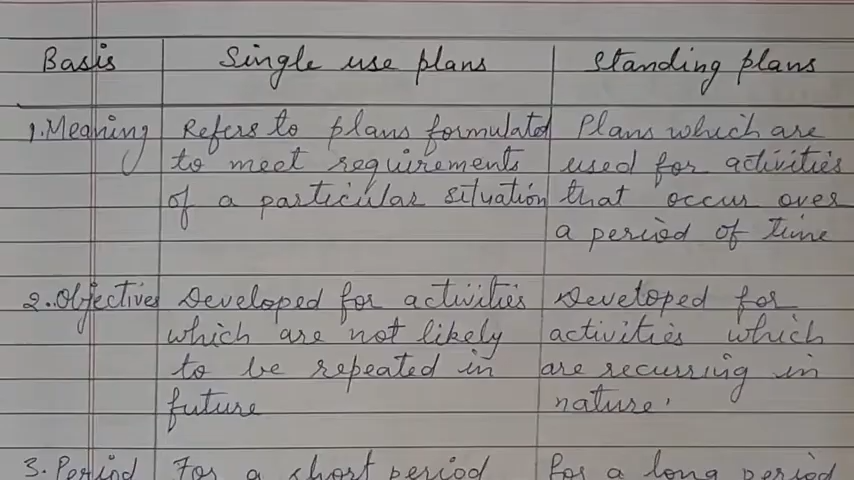 Basis Single use plans Standing plans
1. Meaning Refers to plans formulated Plans which are
to meet requirements used for activities
of a particular situation that occur over
a period of time
2. Objectives Developed for activities Developed for
which are not likely activities which
to be repeated in are recurring in
future nature.
3. Period For a short period For a long period